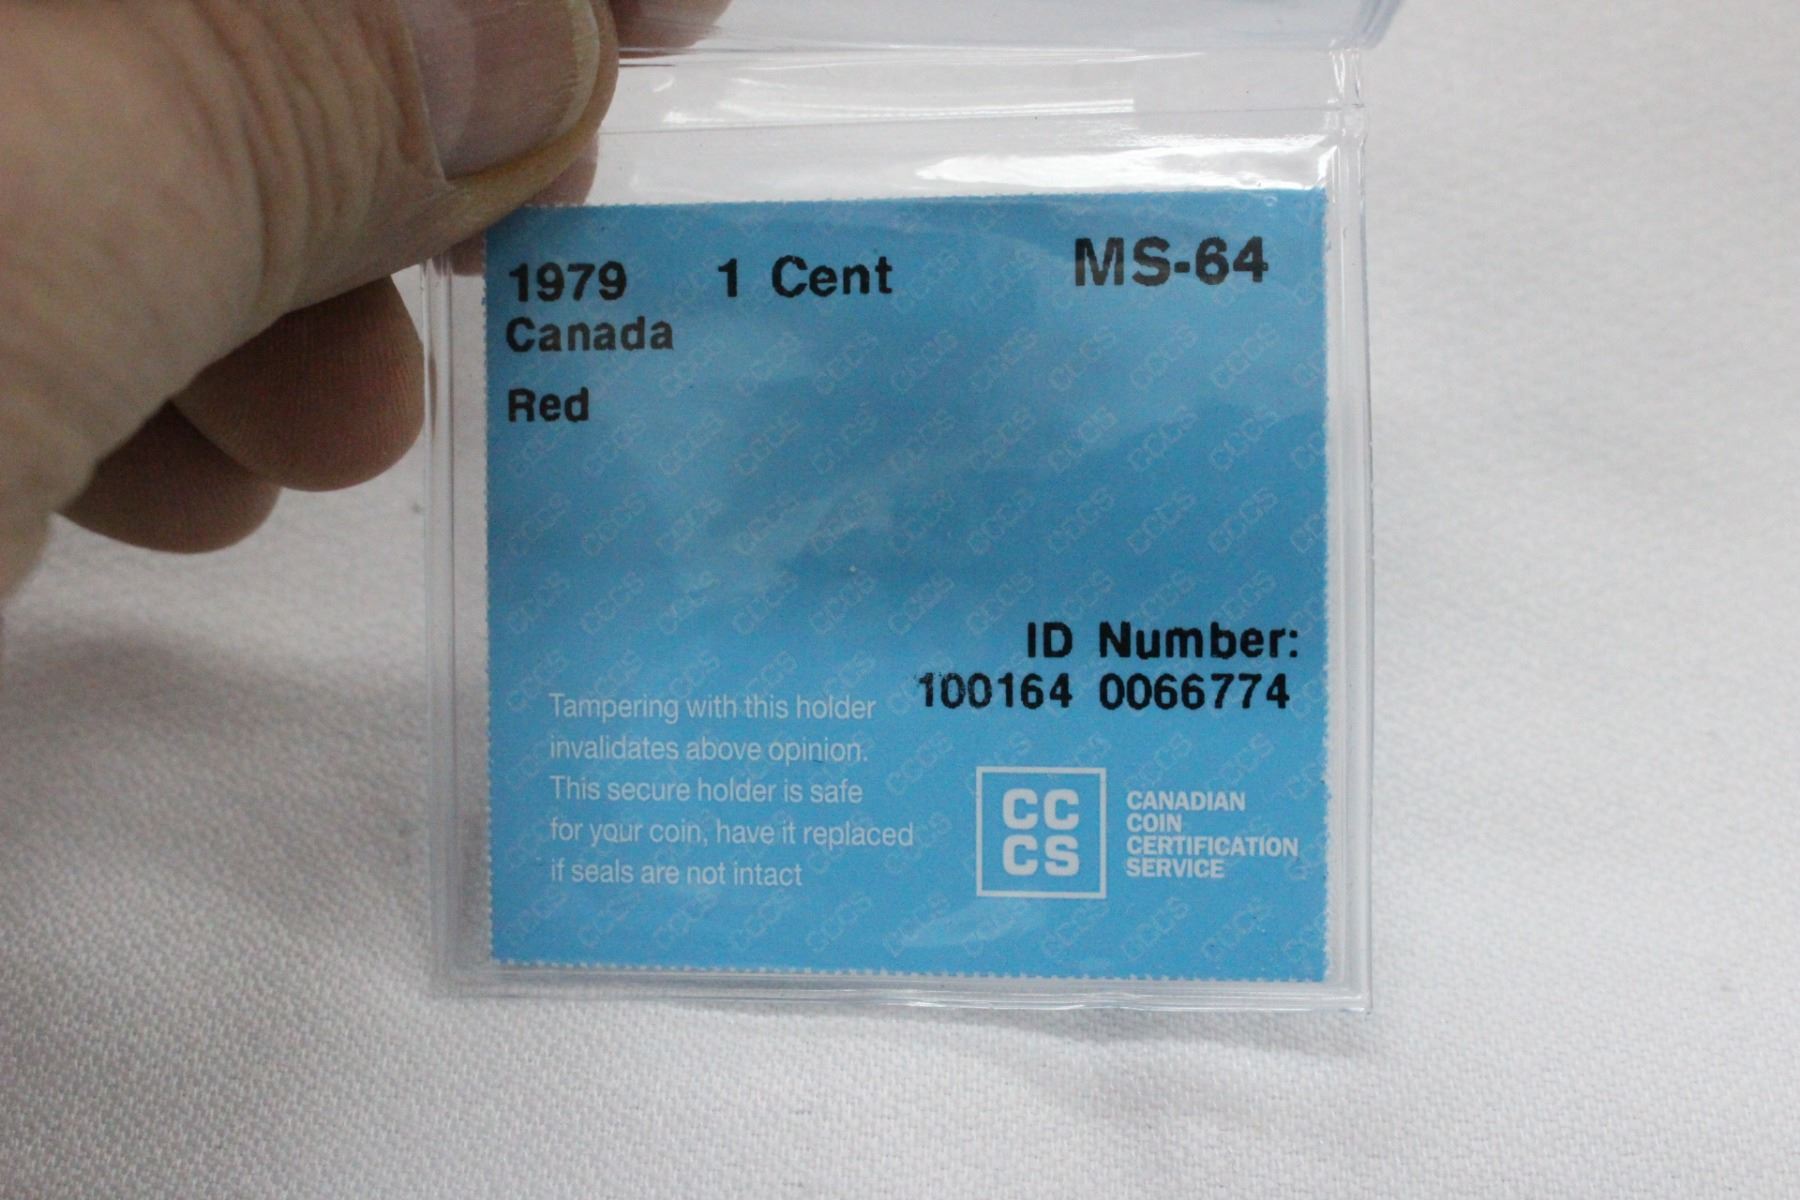 1979 1 Cent MS-64
Canada
Red
ID Number:
100164 0066774
Tampering with this holder
invalidates above opinion.
This secure holder is safe
for your coin, have it replaced
if seals are not intact
CC
CS
CANADIAN
COIN
CERTIFICATION
SERVICE